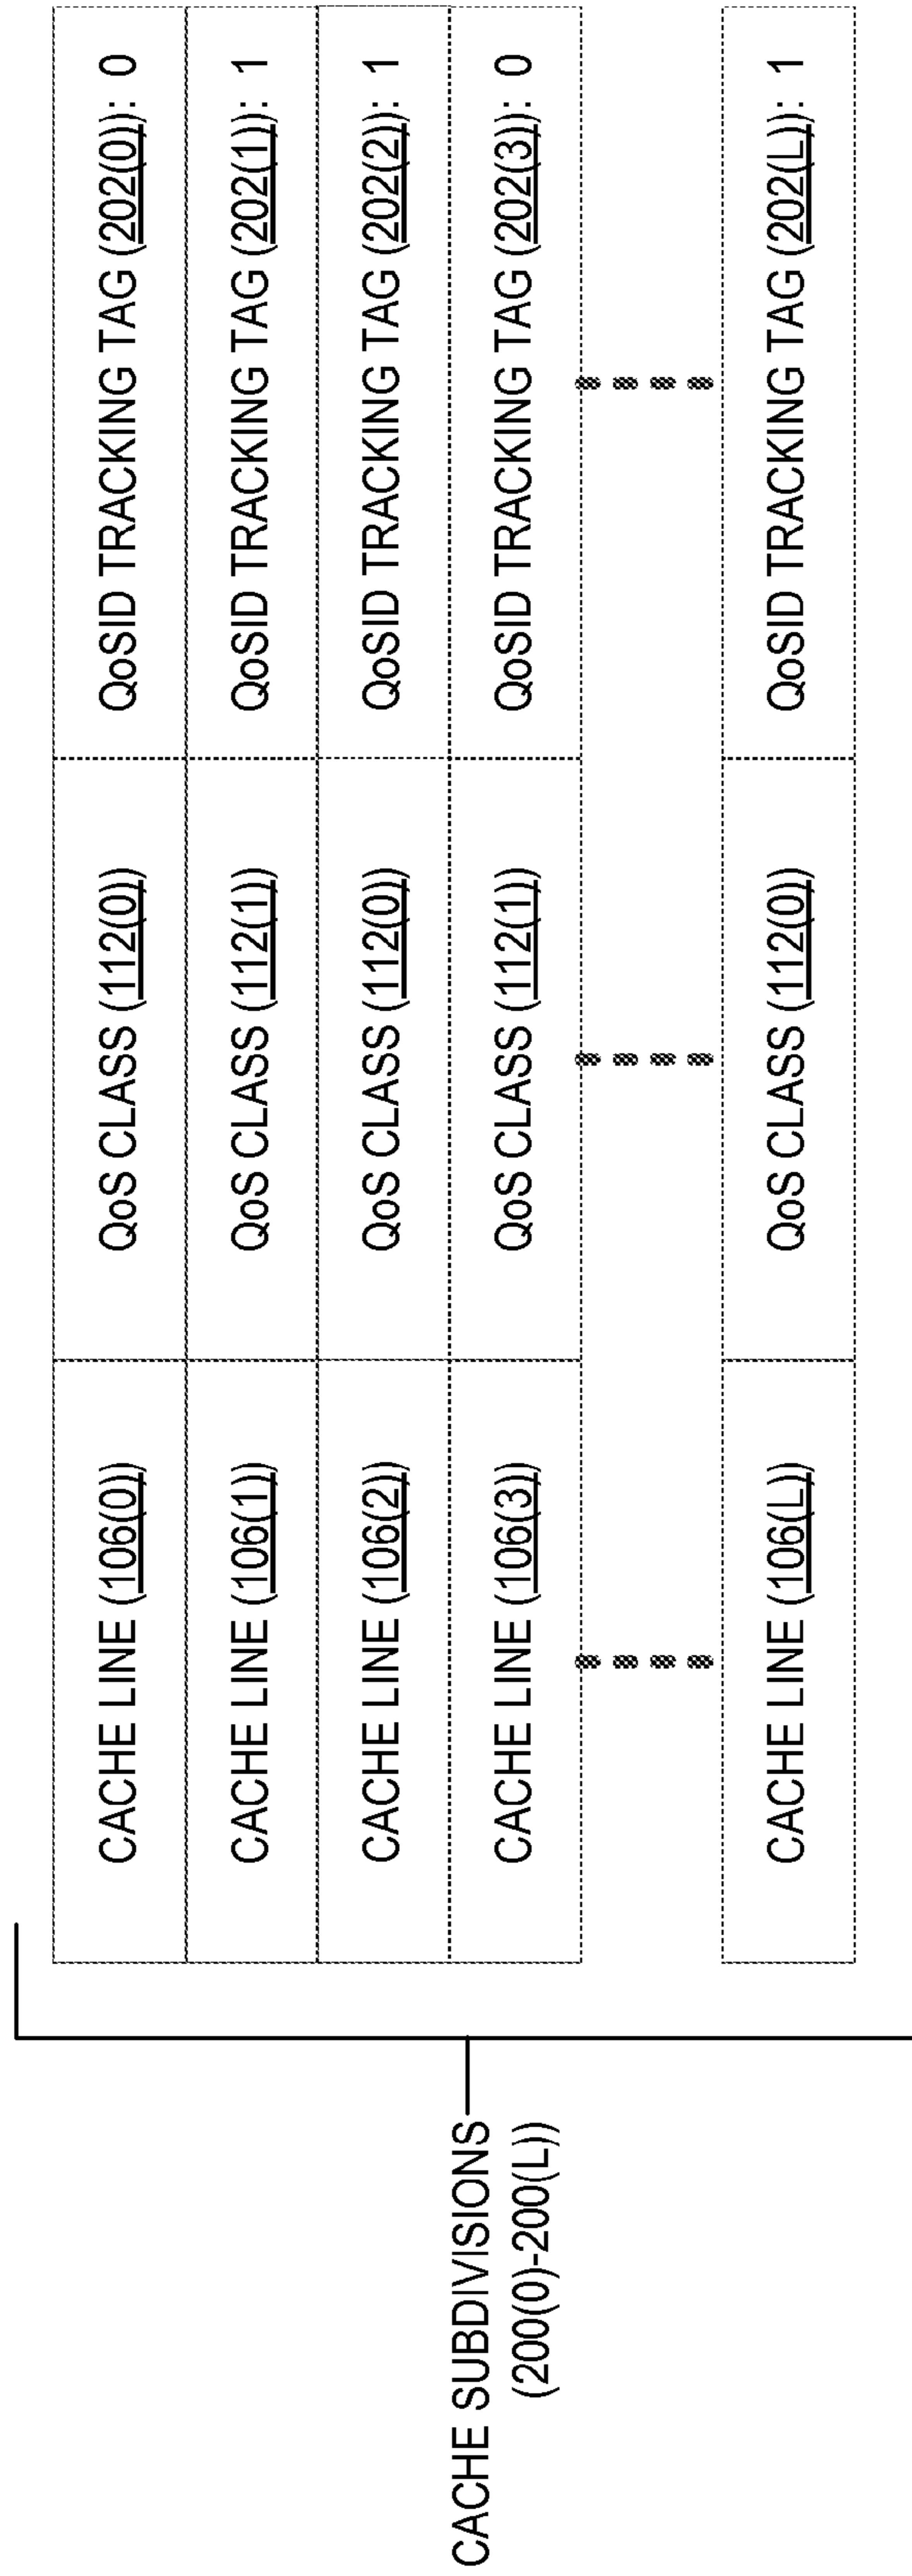 CACHE SUBDIVISIONS
(200(0)-200(L))
CACHE LINE (106(0)) QoS CLASS (112(0)) QoSID TRACKING TAG (202(0)): 0
CACHE LINE (106(1)) QoS CLASS (112(1)) QoSID TRACKING TAG (202(1)): 1
CACHE LINE (106(2)) QoS CLASS (112(0)) QoSID TRACKING TAG (202(2)): 1
CACHE LINE (106(3)) QoS CLASS (112(1)) QoSID TRACKING TAG (202(3)): 0
CACHE LINE (106(L)) QoS CLASS (112(0)) QoSID TRACKING TAG (202(L)): 1